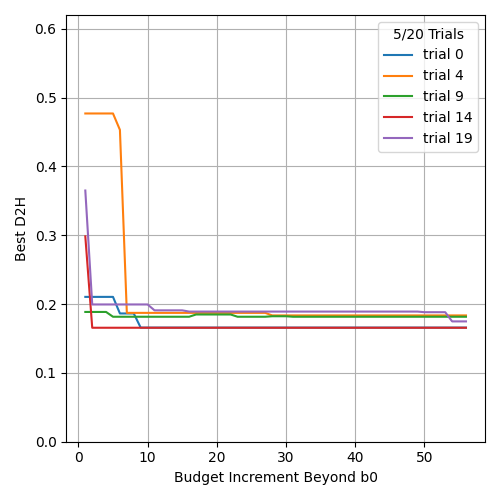 5/20 Trials
trial 0
trial 4
trial 9
trial 14
trial 19
Best D2H
0.6
0.5
0.4
0.3
0.2
0.1
0.0
0
10
20
30
40
50
Budget Increment Beyond b0